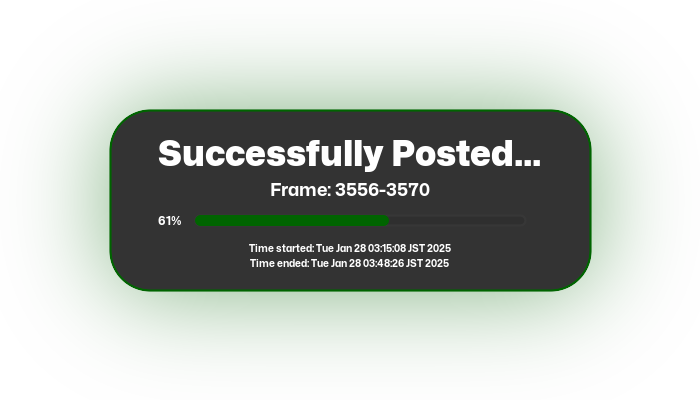 Successfully Posted...
Frame: 3556-3570
61%
Time started: Tue Jan 28 03:15:08 JST 2025
Time ended: Tue Jan 28 03:48:26 JST 2025